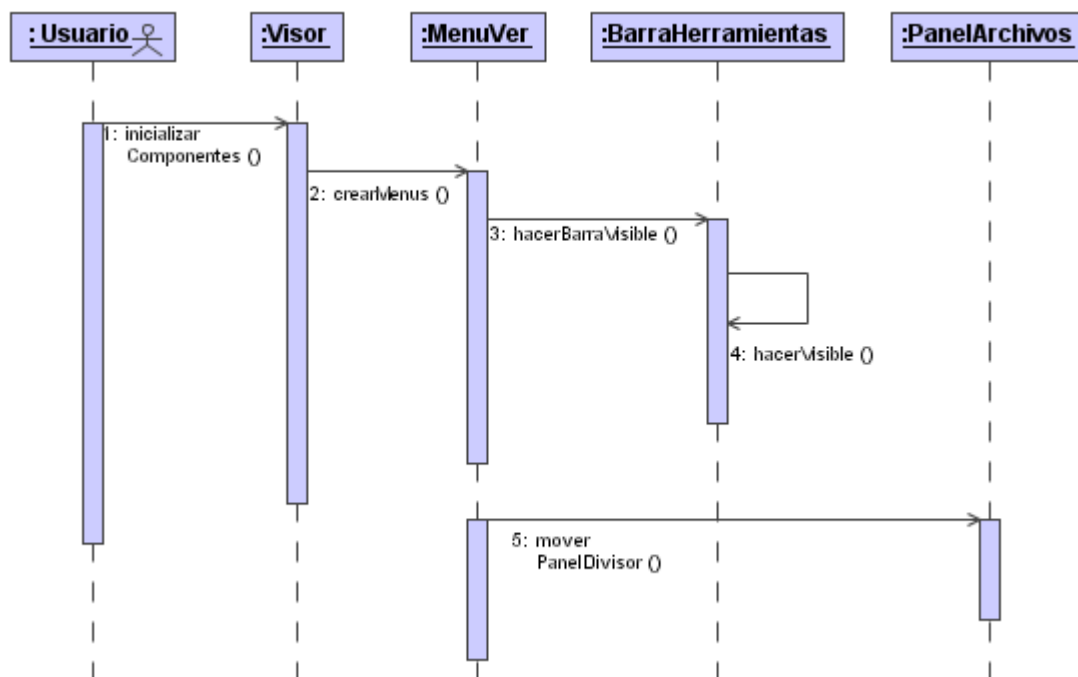 : Usuario
:Visor
:MenuVer
:BarraHerramientas
:PanelArchivos
1: inicializar
Componentes ()
2: crearMenus ()
3: hacerBarraVisible ()
4: hacerVisible ()
5: mover
PanelDivisor ()